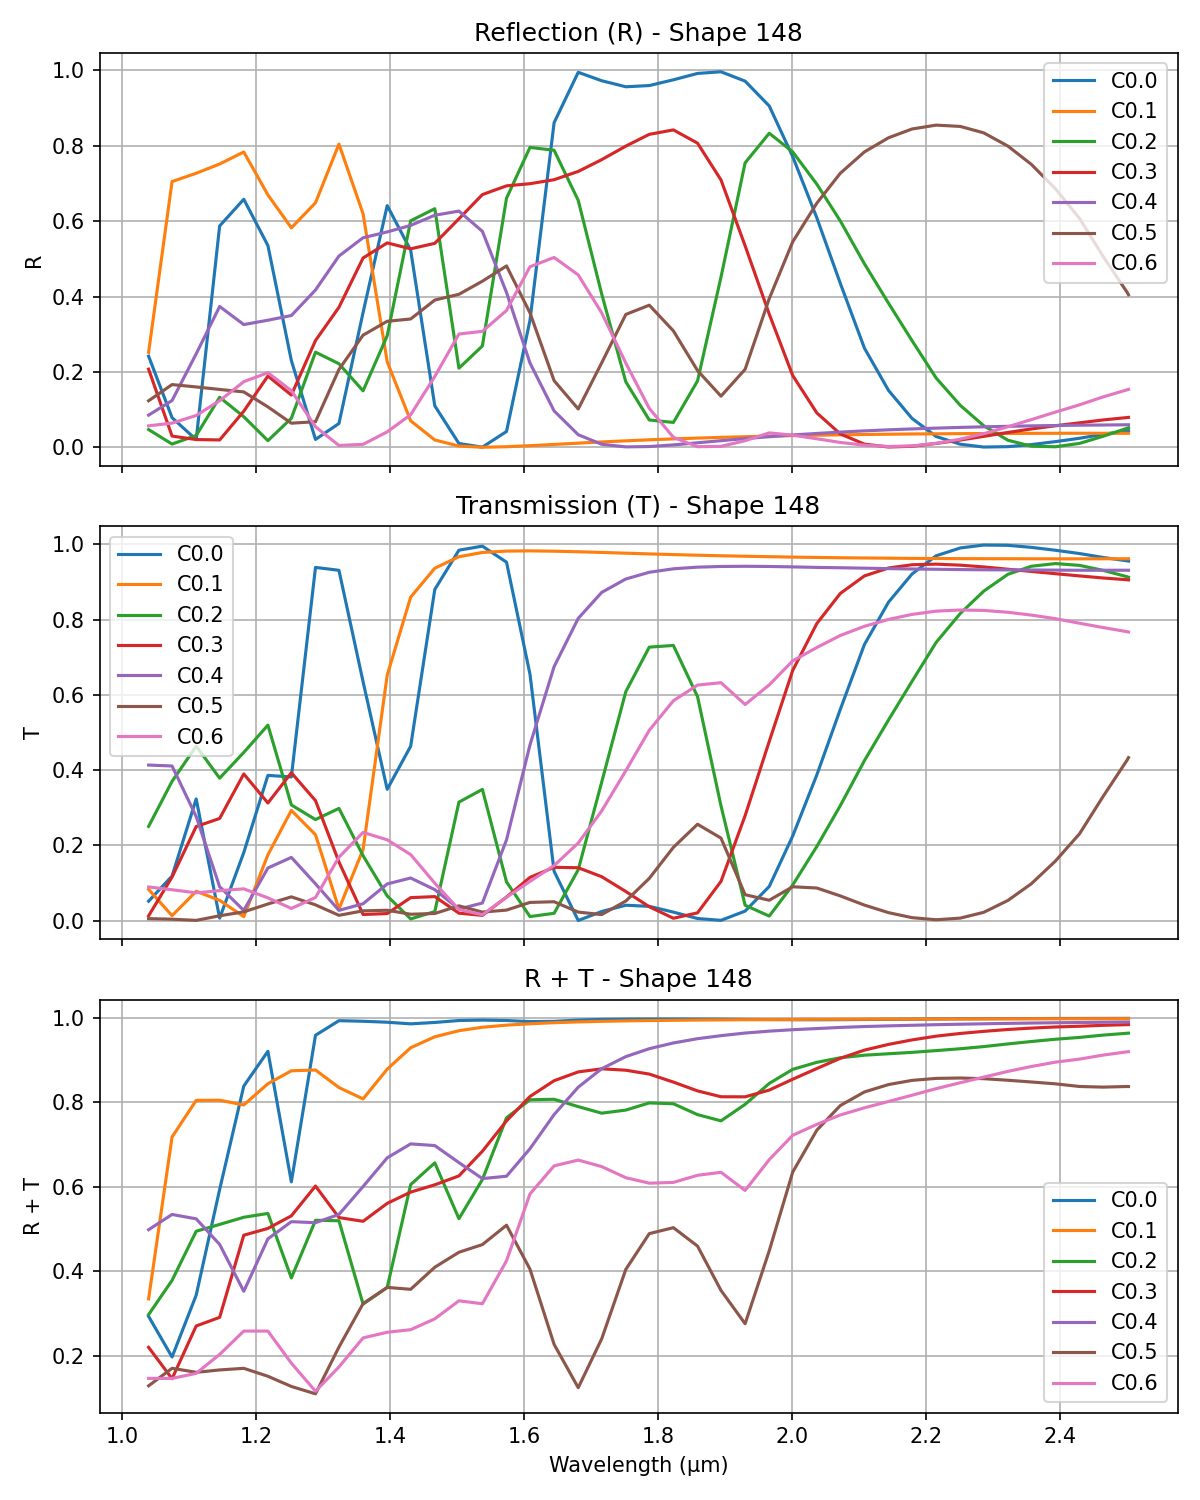 Reflection (R) - Shape 148
1.0
0.8
0.6
0.4
0.2
0.0
R
C0.0
C0.1
C0.2
C0.3
C0.4
C0.5
C0.6
Transmission (T) - Shape 148
1.0
0.8
0.6
0.4
0.2
0.0
T
C0.0
C0.1
C0.2
C0.3
C0.4
C0.5
C0.6
R + T - Shape 148
1.0
0.8
0.6
0.4
0.2
R + T
C0.0
C0.1
C0.2
C0.3
C0.4
C0.5
C0.6
1.0 1.2 1.4 1.6 1.8 2.0 2.2 2.4
Wavelength (µm)